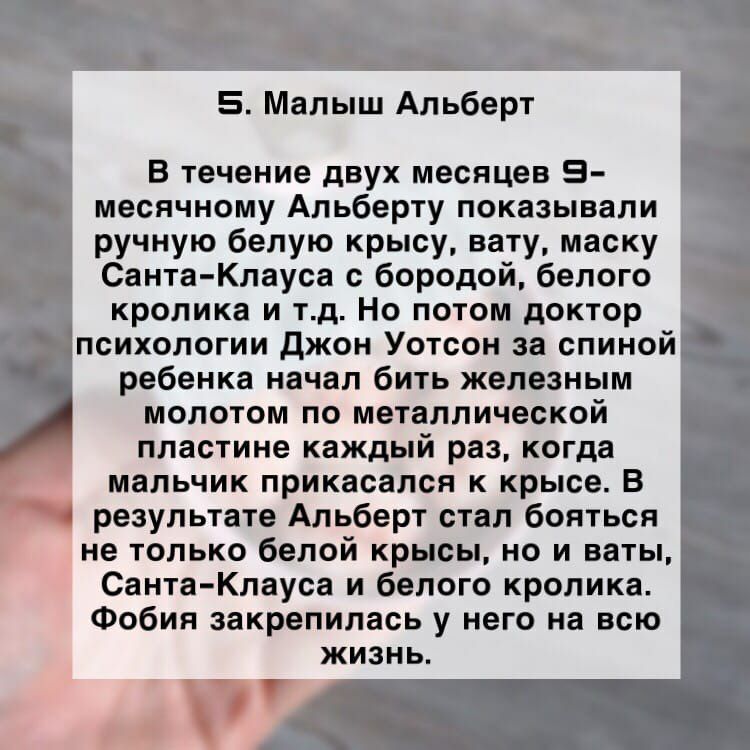 5. Малыш Альберт
В течение двух месяцев 9-
месячному Альберту показывали
ручную белую крысу, вату, маску
Санта-Клауса с бородой, белого
кролика и т.д. Но потом доктор
психологии Джон Уотсон за спиной
ребенка начал бить железным
молотом по металлической
пластине каждый раз, когда
мальчик прикасался к крысе. В
результате Альберт стал бояться
не только белой крысы, но и ваты,
Санта-Клауса и белого кролика.
Фобия закрепилась у него на всю
жизнь.